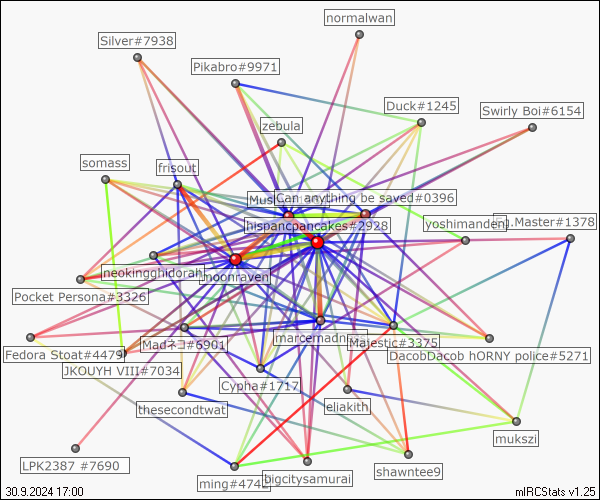 normalwan
Silver#7938
Pikabro#9971
Duck#1245
Swirly Boi#6154
zebula
somass
frisout
Mus
Can anything be saved#0396
hispancpancakes#2928
yoshimanden
g.Master#1378
neokingghidorah
moonraven
Pocket Persona#3326
Madネコ#6901
marcernadn
Majestic#3375
Fedora Stoat#4479
DacobDacob hORNY police#5271
JKOUYH VIII#7034
Cypha#1717
thesecondtwat
eliakith
mukszi
LPK2387 #7690
ming#4742
bigcitysamurai
shawntee9
30.9.2024 17:00
mIRCStats v1.25